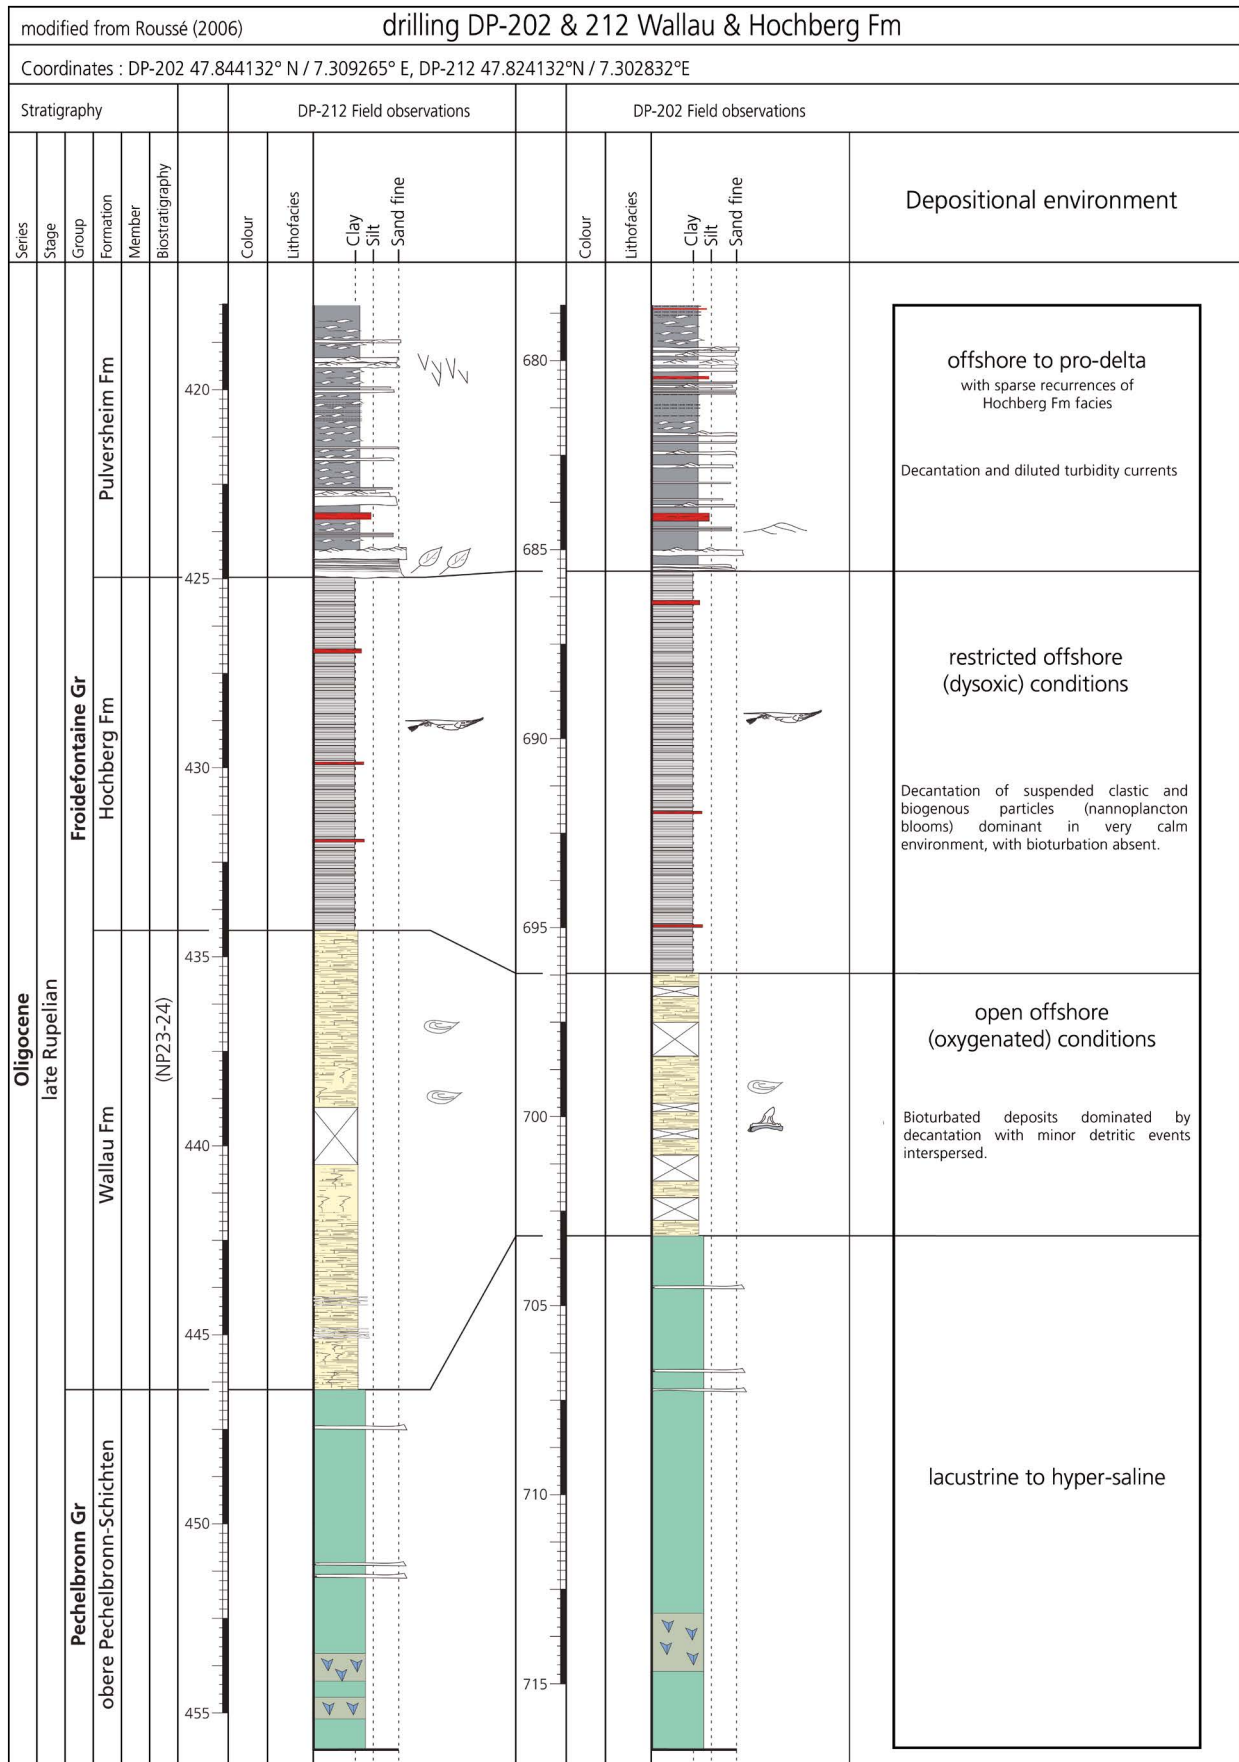 modified from Roussé (2006)
drilling DP-202 & 212 Wallau & Hochberg Fm
Coordinates : DP-202 47.844132° N / 7.309265° E, DP-212 47.824132°N / 7.302832°E
Stratigraphy
DP-212 Field observations
DP-202 Field observations
Series
Stage
Group
Formation
Member
Biostratigraphy
Colour
Lithofacies
Clay
Silt
Sand fine
Colour
Lithofacies
Clay
Silt
Sand fine
Depositional environment
Oligocene
late Rupelian
Froidefontaine Gr
Pechelbronn Gr
Pulversheim Fm
Hochberg Fm
Wallau Fm
obere Pechelbronn-Schichten
(NP23-24)
420
425
430
435
440
445
450
455
680
685
690
695
700
705
710
715
offshore to pro-delta
with sparse recurrences of
Hochberg Fm facies
Decantation and diluted turbidity currents
restricted offshore
(dysoxic) conditions
Decantation of suspended clastic and
biogenous particles (nannoplancton
blooms) dominant in very calm
environment, with bioturbation absent.
open offshore
(oxygenated) conditions
Bioturbated deposits dominated by
decantation with minor detritic events
interspersed.
lacustrine to hyper-saline